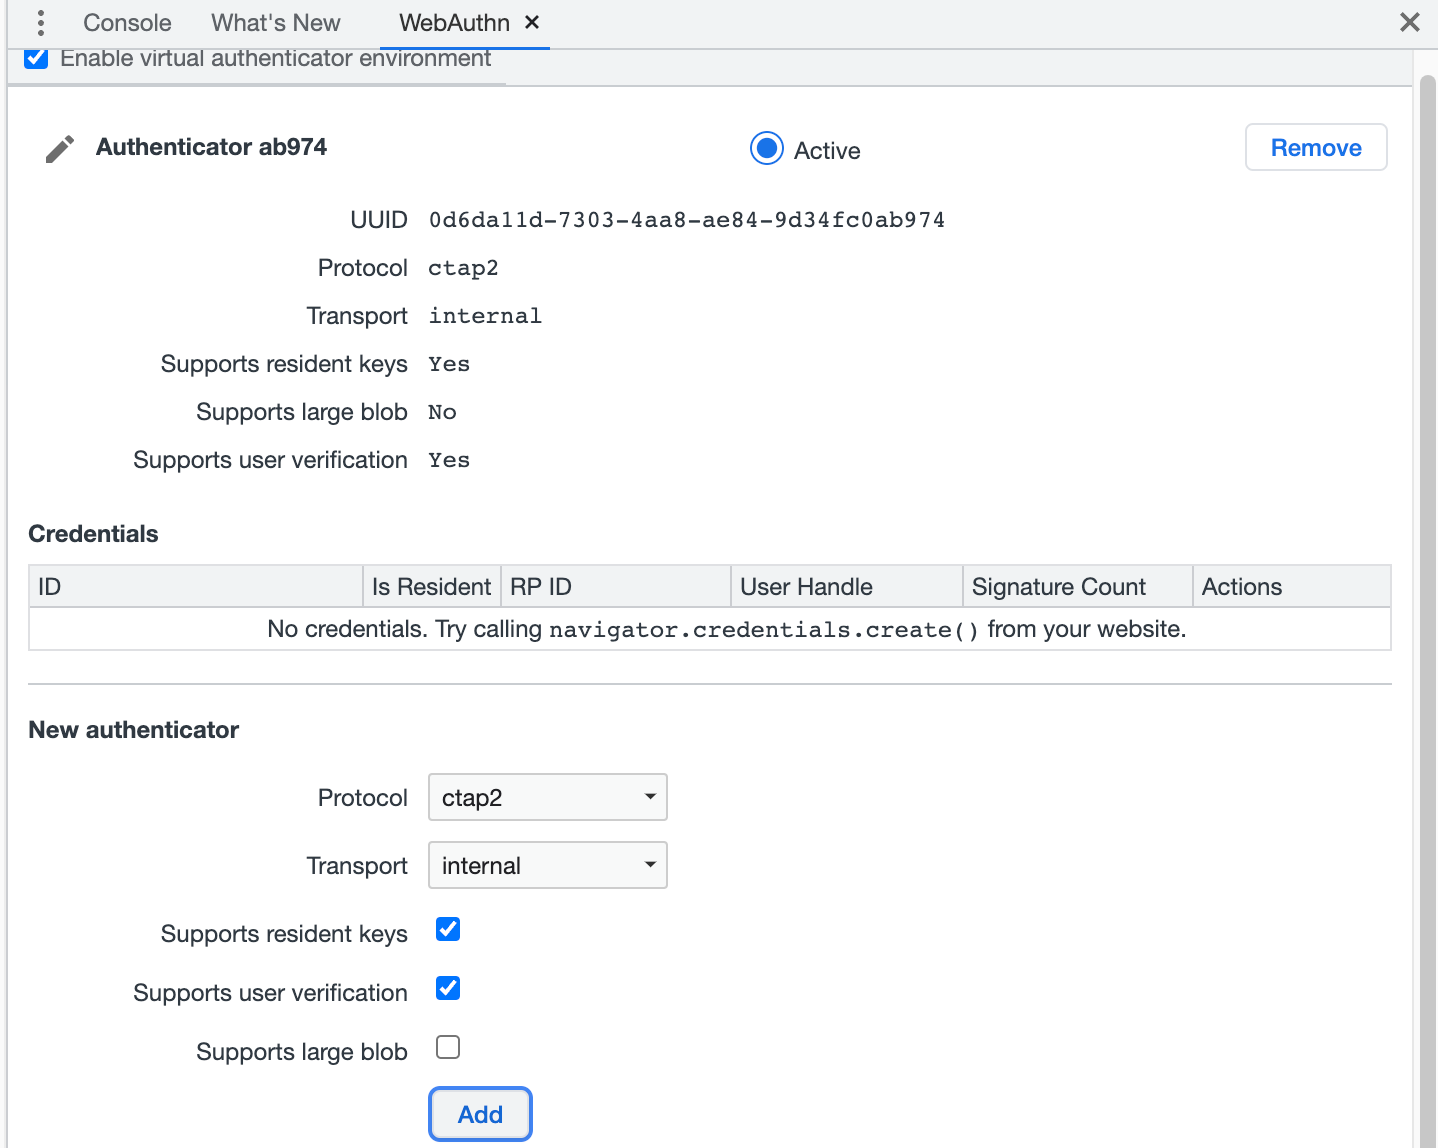 Console What's New WebAuthn
Enable virtual authenticator environment
Authenticator ab974 Active Remove
UUID 0d6da11d-7303-4aa8-ae84-9d34fc0ab974
Protocol ctap2
Transport internal
Supports resident keys Yes
Supports large blob No
Supports user verification Yes
Credentials
ID Is Resident RP ID User Handle Signature Count Actions
No credentials. Try calling navigator.credentials.create() from your website.
New authenticator
Protocol ctap2
Transport internal
Supports resident keys
Supports user verification
Supports large blob
Add